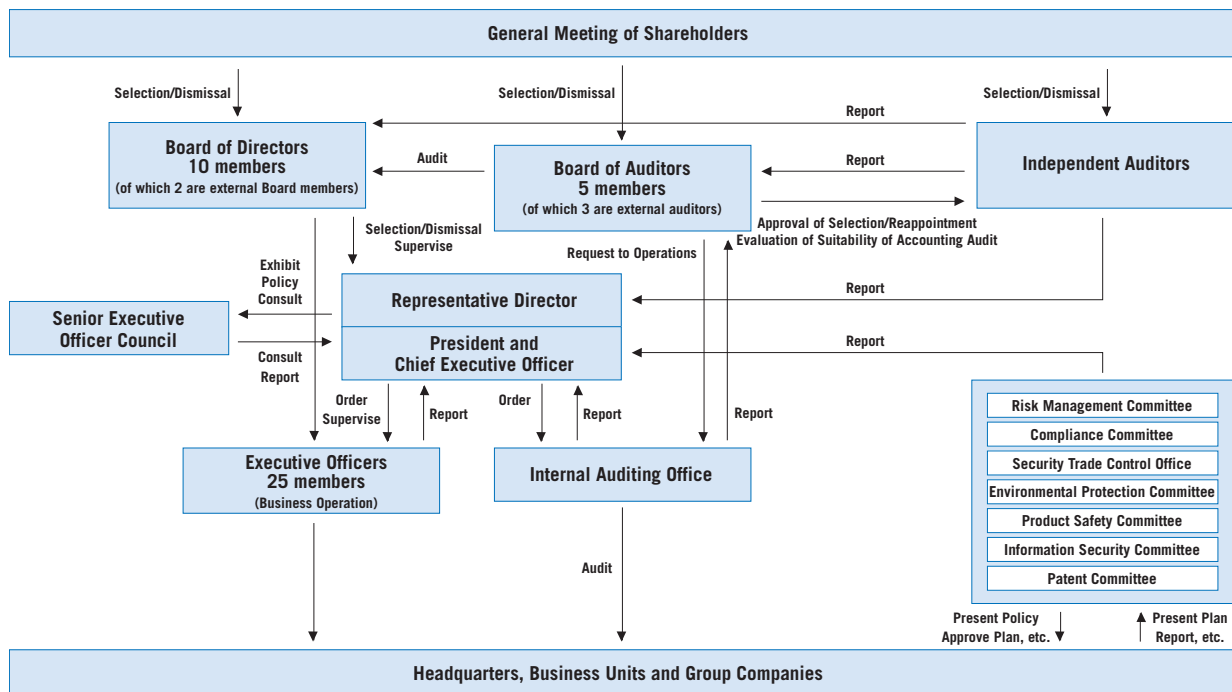 General Meeting of Shareholders
Selection/Dismissal
Selection/Dismissal
Selection/Dismissal
Report
Board of Directors
10 members
(of which 2 are external Board members)
Audit
Board of Auditors
5 members
(of which 3 are external auditors)
Report
Independent Auditors
Approval of Selection/Reappointment
Evaluation of Suitability of Accounting Audit
Selection/Dismissal
Supervise
Request to Operations
Exhibit
Policy
Consult
Representative Director
Report
Senior Executive
Officer Council
President and
Chief Executive Officer
Report
Consult
Report
Order
Supervise
Report
Order
Report
Report
Executive Officers
25 members
(Business Operation)
Internal Auditing Office
Risk Management Committee
Compliance Committee
Security Trade Control Office
Environmental Protection Committee
Product Safety Committee
Information Security Committee
Patent Committee
Audit
Present Policy
Approve Plan, etc.
Present Plan
Report, etc.
Headquarters, Business Units and Group Companies